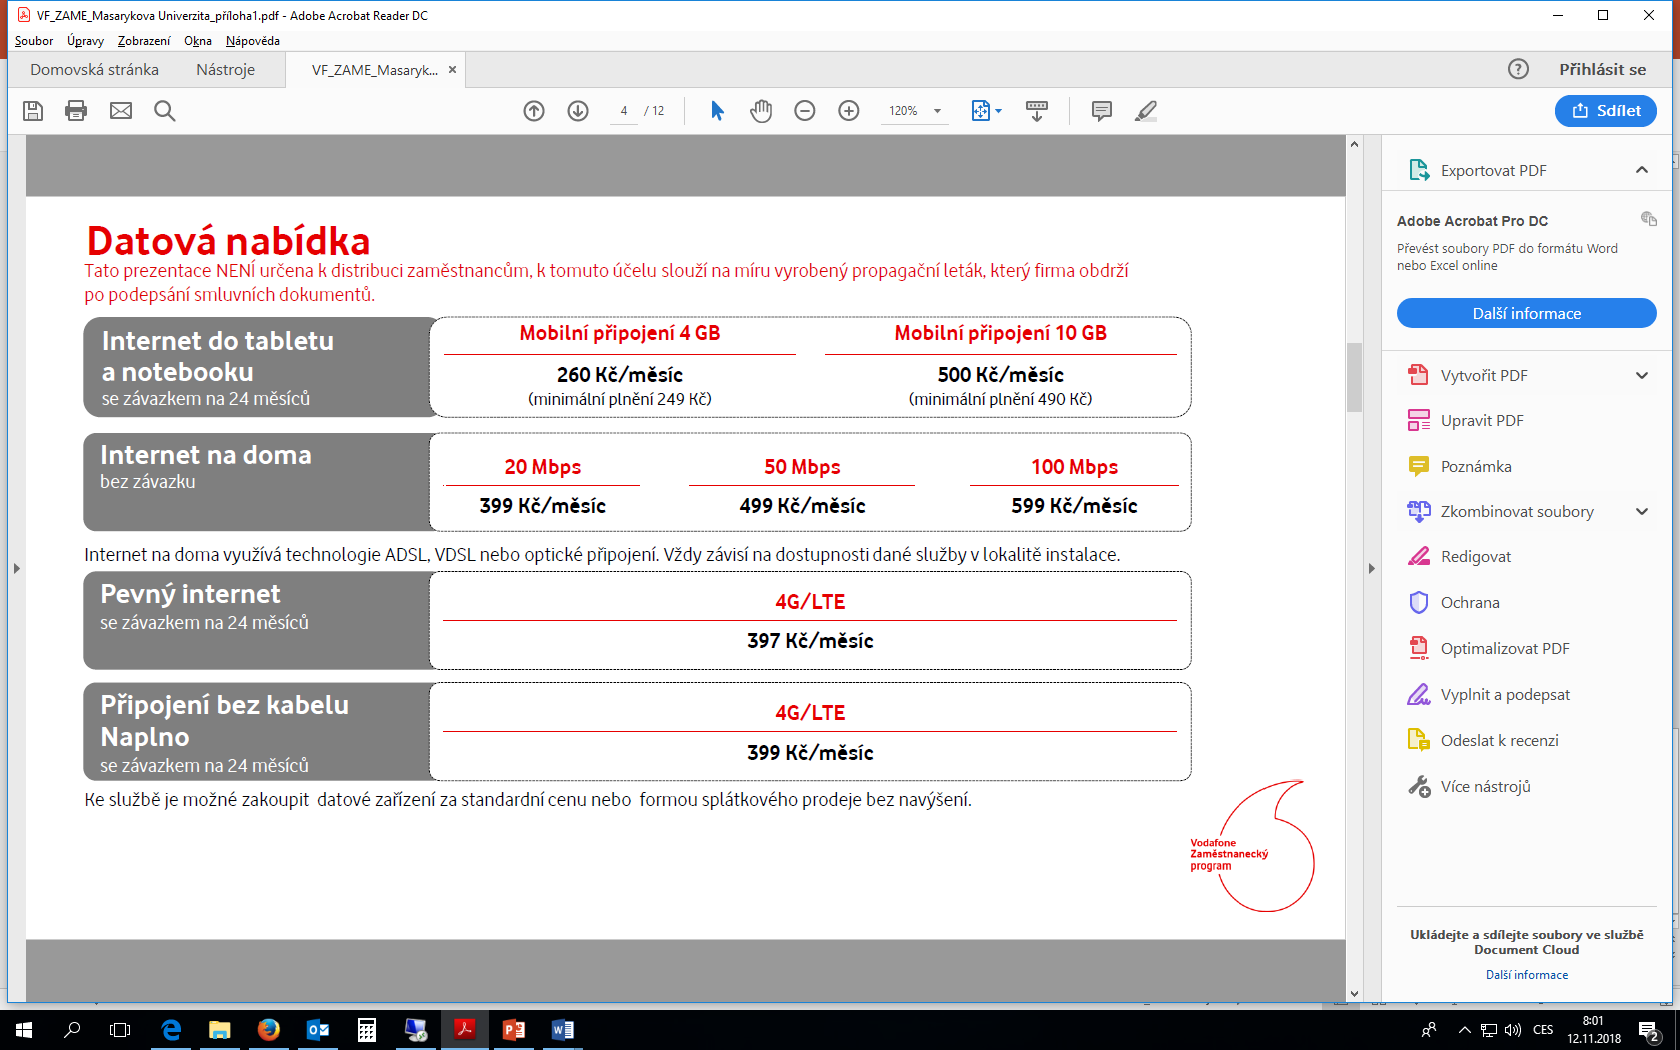 VF_ZAME_Masarykova Univerzita_příloha1.pdf - Adobe Acrobat Reader DC
Soubor Úpravy Zobrazení Okna Nápověda
Domovská stránka Nástroje VF_ZAME_Masaryk... × Přihlásit se
4 / 12 120% Sdílet
Exportovat PDF
Adobe Acrobat Pro DC
Převést soubory PDF do formátu Word
nebo Excel online
Další informace
Vytvořit PDF
Upravit PDF
Poznámka
Zkombinovat soubory
Redigovat
Ochrana
Optimalizovat PDF
Vyplnit a podepsat
Odeslat k recenzi
Více nástrojů
Ukládejte a sdílejte soubory ve službě
Document Cloud
Další informace
Datová nabídka
Tato prezentace NENÍ určena k distribuci zaměstnancům, k tomuto účelu slouží na míru vyrobený propagační leták, který firma obdrží
po podepsání smluvních dokumentů.
Internet do tabletu
a notebooku
se závazkem na 24 měsíců
Mobilní připojení 4 GB Mobilní připojení 10 GB
260 Kč/měsíc 500 Kč/měsíc
(minimální plnění 249 Kč) (minimální plnění 490 Kč)
Internet na doma
bez závazku
20 Mbps 50 Mbps 100 Mbps
399 Kč/měsíc 499 Kč/měsíc 599 Kč/měsíc
Internet na doma využívá technologie ADSL, VDSL nebo optické připojení. Vždy závisí na dostupnosti dané služby v lokalitě instalace.
Pevný internet
se závazkem na 24 měsíců
4G/LTE
397 Kč/měsíc
Připojení bez kabelu
Naplno
se závazkem na 24 měsíců
4G/LTE
399 Kč/měsíc
Ke službě je možné zakoupit datové zařízení za standardní cenu nebo formou splátkového prodeje bez navýšení.
Vodafone
Zaměstnanecký
program
CES
8:01
12.11.2018
2